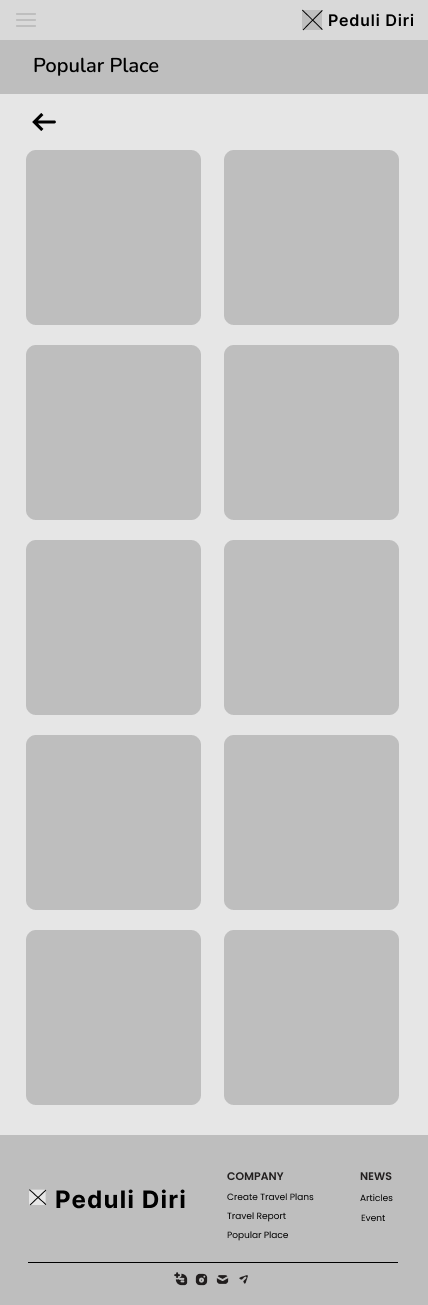 Peduli Diri
Popular Place
Peduli Diri
COMPANY
Create Travel Plans
Travel Report
Popular Place
NEWS
Articles
Event